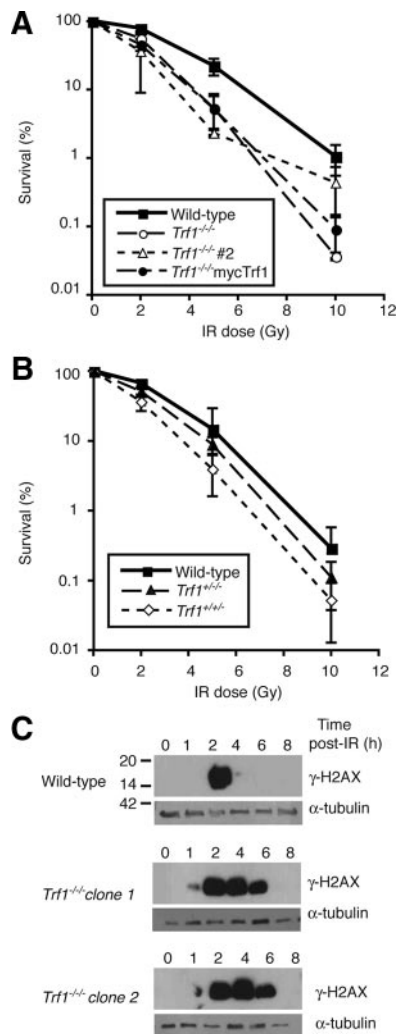 A
100
10
1
0.1
0.01
Survival (%)
Wild-type
Trf1-/-/-
Trf1-/-/- #2
Trf1-/-/-mycTrf1
0 2 4 6 8 10 12
IR dose (Gy)
B
100
10
1
0.1
0.01
Survival (%)
Wild-type
Trf1+/-/-
Trf1+/+/-
0 2 4 6 8 10 12
IR dose (Gy)
C
Time
0 1 2 4 6 8 post-IR (h)
Wild-type
20
14
42
γ-H2AX
α-tubulin
0 1 2 4 6 8
Trf1-/-/- clone 1
γ-H2AX
α-tubulin
0 1 2 4 6 8
Trf1-/-/- clone 2
γ-H2AX
α-tubulin